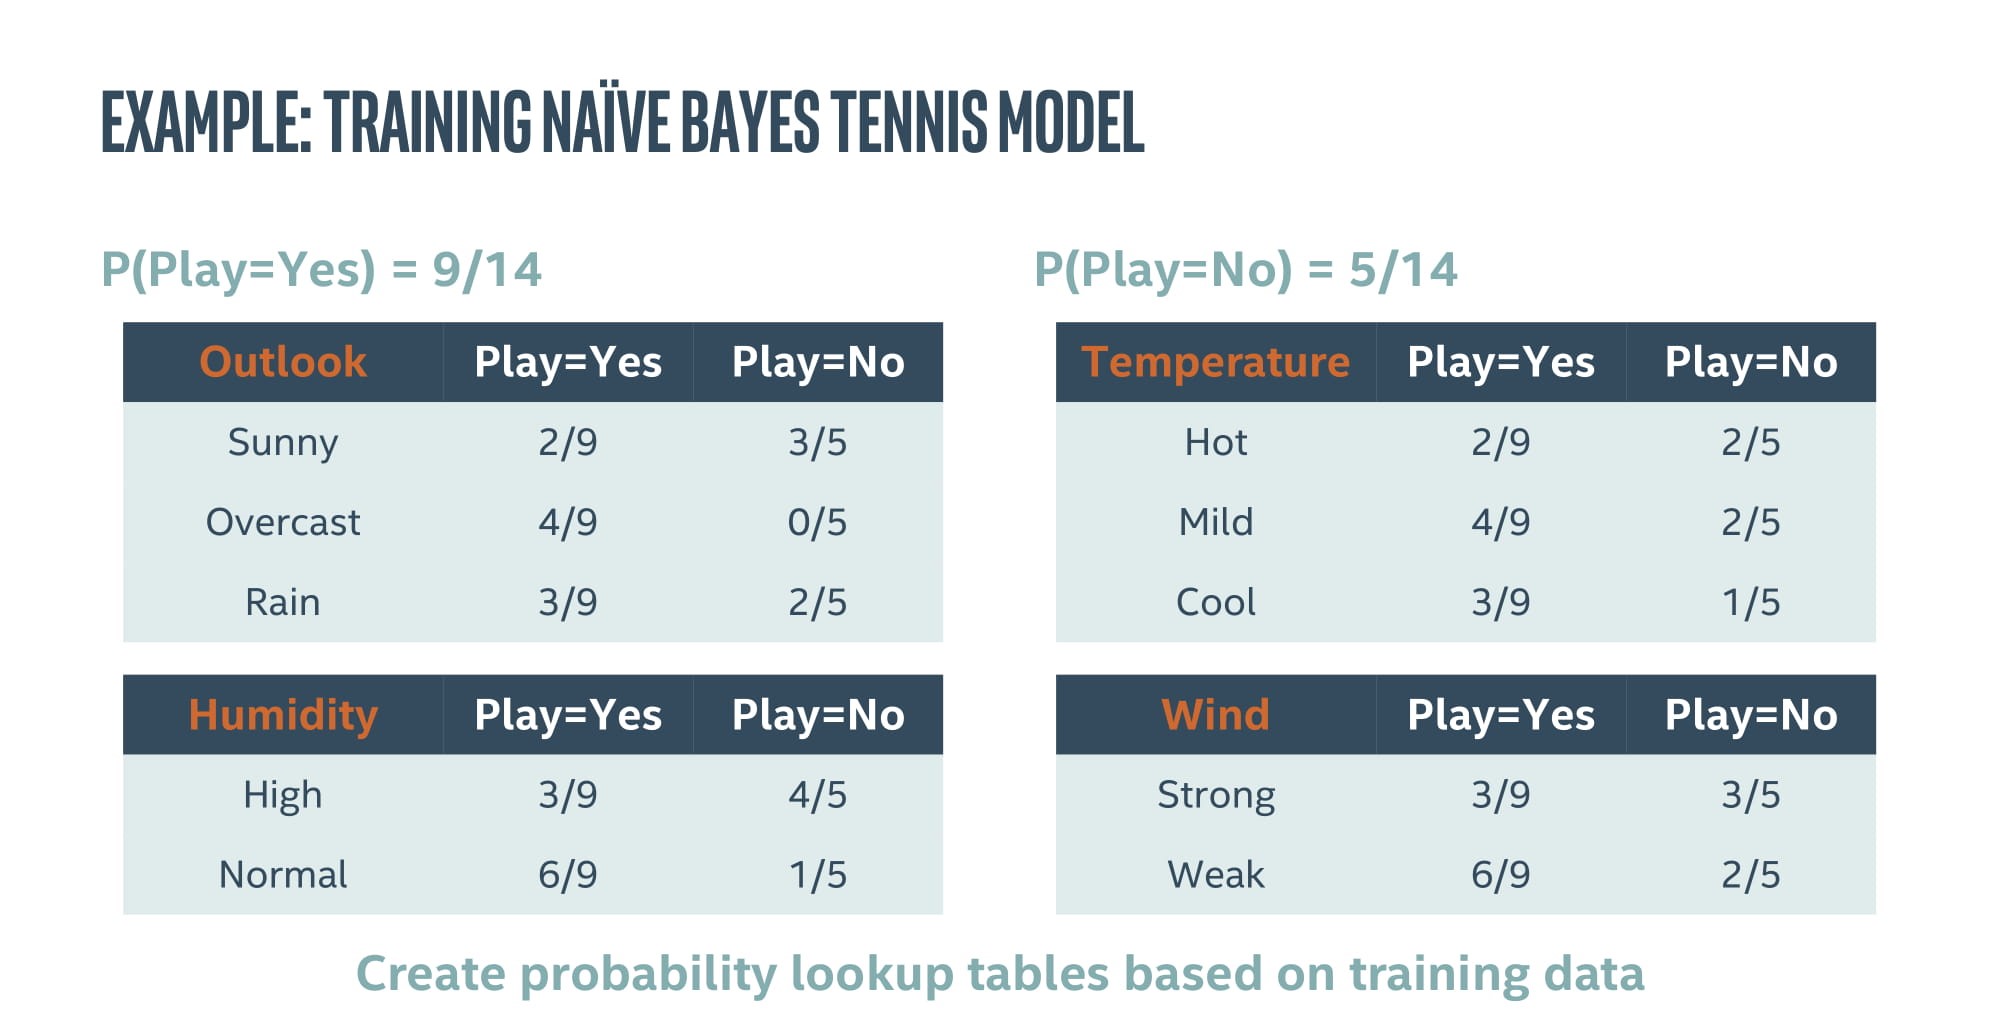 EXAMPLE: TRAINING NAÏVE BAYES TENNIS MODEL
P(Play=Yes) = 9/14
Outlook Play=Yes Play=No
Sunny 2/9 3/5
Overcast 4/9 0/5
Rain 3/9 2/5
Humidity Play=Yes Play=No
High 3/9 4/5
Normal 6/9 1/5
P(Play=No) = 5/14
Temperature Play=Yes Play=No
Hot 2/9 2/5
Mild 4/9 2/5
Cool 3/9 1/5
Wind Play=Yes Play=No
Strong 3/9 3/5
Weak 6/9 2/5
Create probability lookup tables based on training data